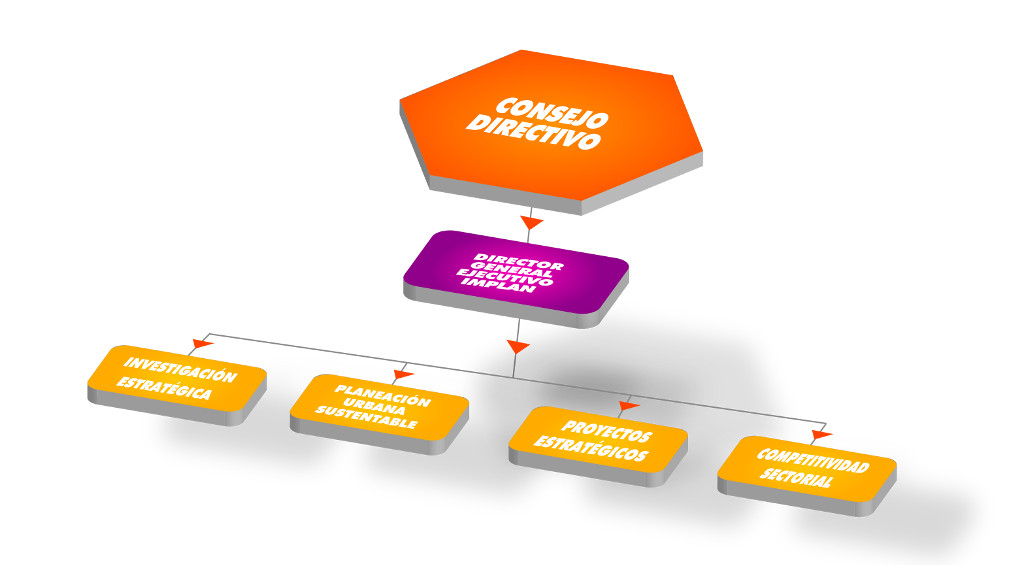 CONSEJO
DIRECTIVO
DIRECTOR
GENERAL
EJECUTIVO
IMPLAN
INVESTIGACIÓN
ESTRATÉGICA
PLANEACIÓN
URBANA
SUSTENTABLE
PROYECTOS
ESTRATÉGICOS
COMPETITIVIDAD
SECTORIAL